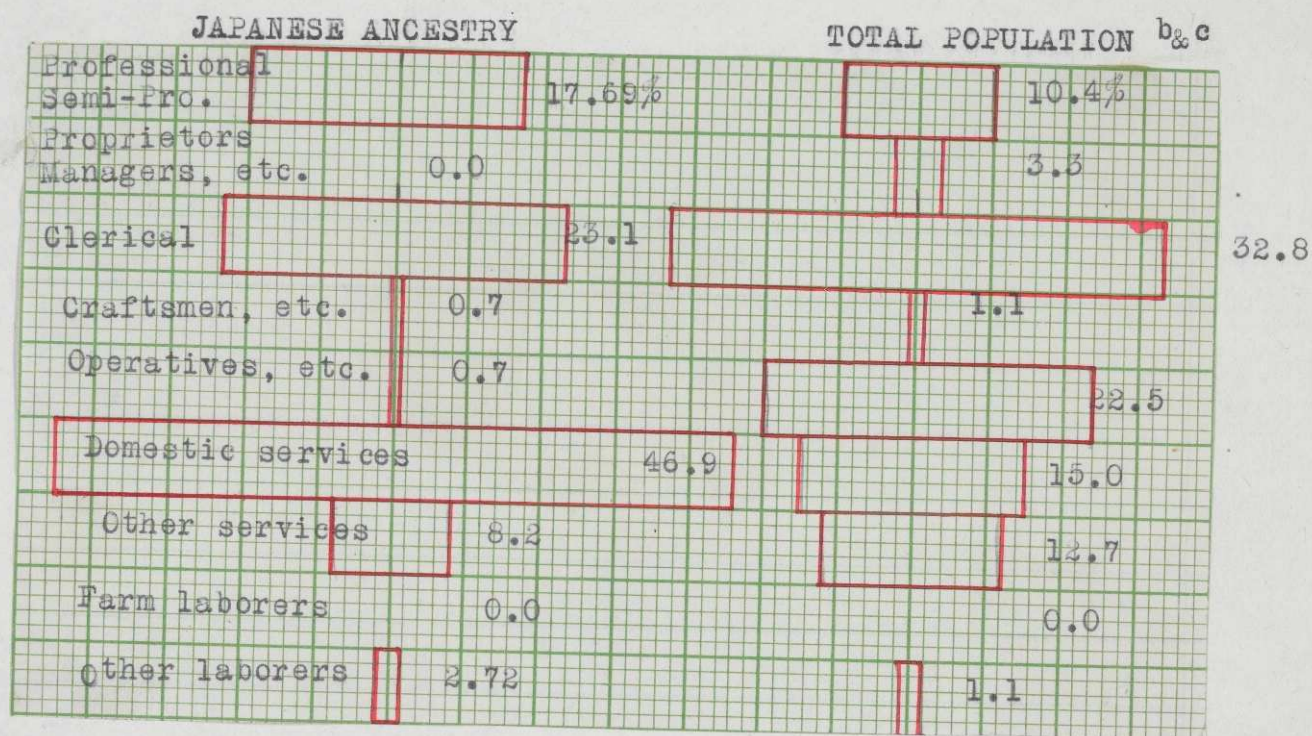 JAPANESE ANCESTRY TOTAL POPULATION b&c
Professional
Semi-Pro. 17.69% 10.4%
Proprietors
Managers, etc. 0.0 3.3
Clerical 23.1 32.8
Craftsmen, etc. 0.7 1.1
Operatives, etc. 0.7 22.5
Domestic services 46.9 15.0
Other services 8.2 12.7
Farm laborers 0.0 0.0
Other laborers 2.72 1.1